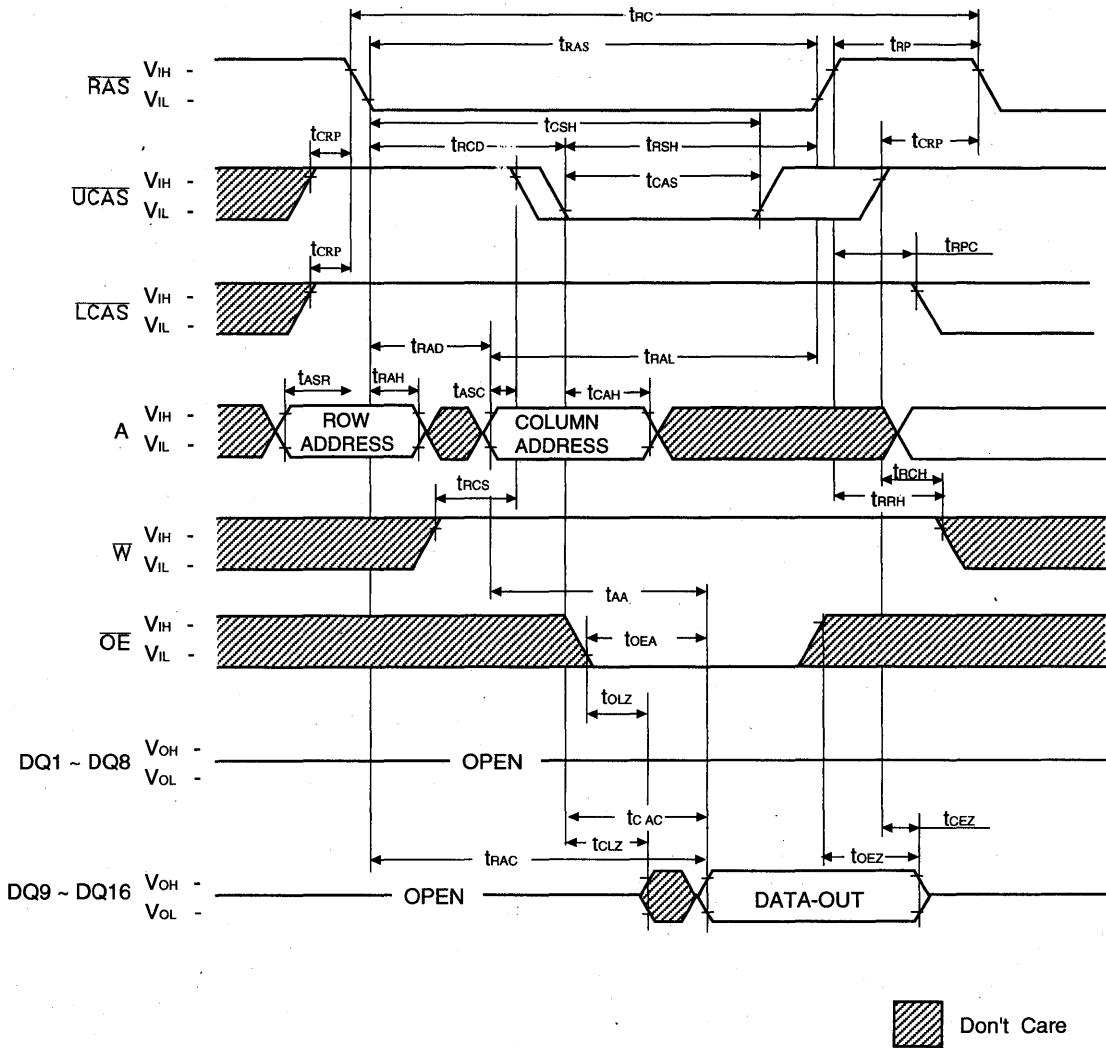 tRC
tRAS
tRP
RAS
VIH -
VIL -
tCSH
tCRP
tRCD
tRSH
tCRP
UCAS
VIH -
VIL -
tCAS
tCRP
tRPC
LCAS
VIH -
VIL -
tRAD
tRAL
tASR
tRAH
tASC
tCAH
A
VIH -
VIL -
ROW
ADDRESS
COLUMN
ADDRESS
tRCS
tRCH
tRRH
W
VIH -
VIL -
tAA
OE
VIH -
VIL -
tOEA
tOLZ
DQ1 ~ DQ8
VOH -
VOL -
OPEN
tCAC
tCEZ
tCLZ
tRAC
tOEZ
DQ9 ~ DQ16
VOH -
VOL -
OPEN
DATA-OUT
Don't Care